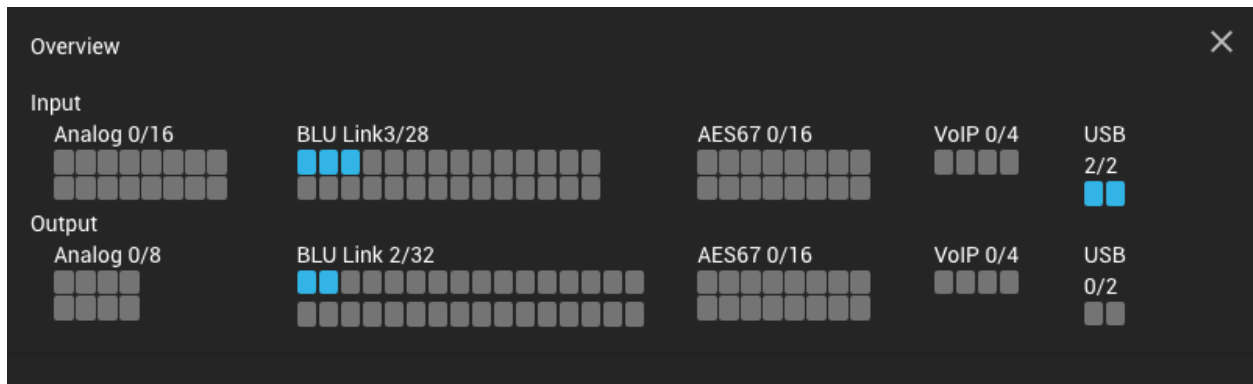 Overview
Input
Analog 0/16 BLU Link3/28 AES67 0/16 VoIP 0/4 USB
2/2
Output
Analog 0/8 BLU Link 2/32 AES67 0/16 VoIP 0/4 USB
0/2